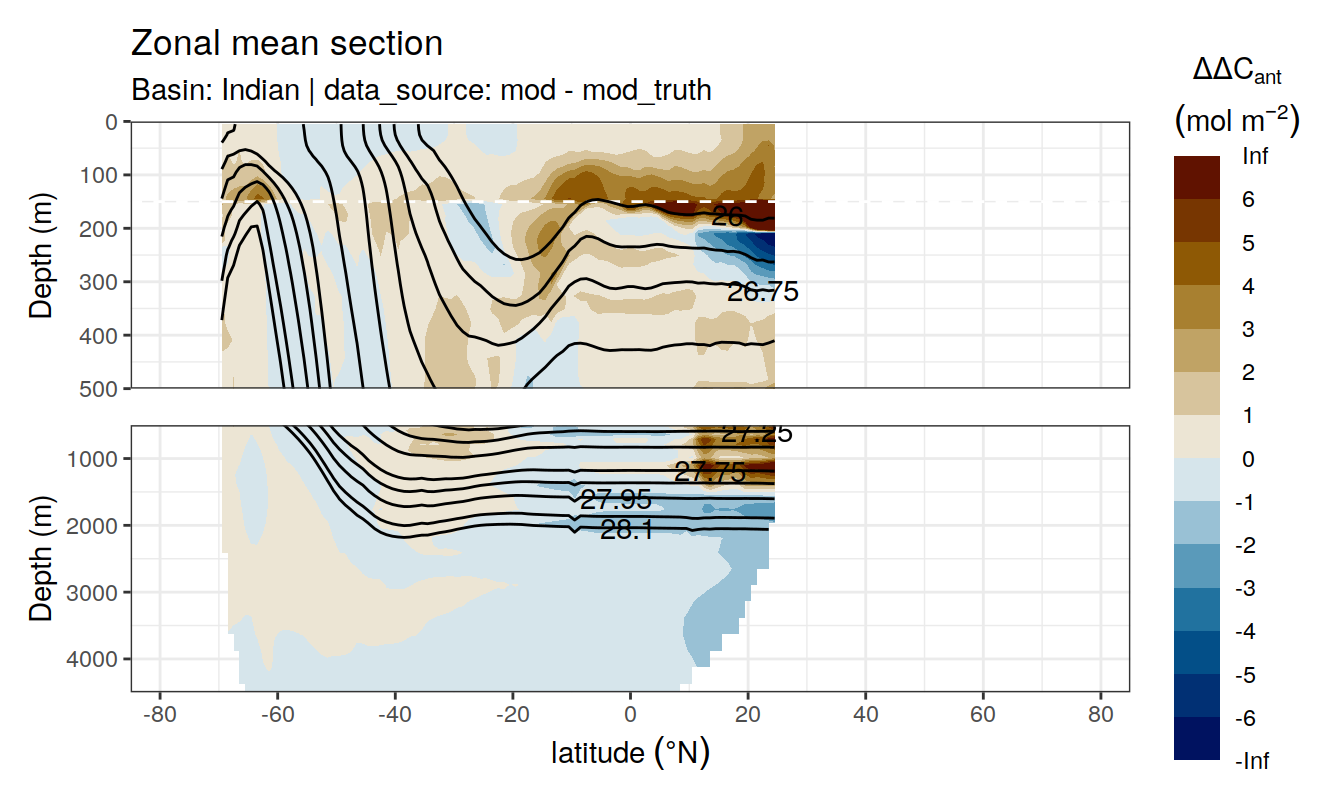 Zonal mean section
Basin: Indian | data_source: mod - mod_truth
ΔΔC_ant
(mol m⁻²)
Inf
6
5
4
3
2
1
0
-1
-2
-3
-4
-5
-6
-Inf
Depth (m)
0
100
200
300
400
500
26
26.75
Depth (m)
1000
2000
3000
4000
27.25
27.75
27.95
28.1
-80 -60 -40 -20 0 20 40 60 80
latitude (°N)